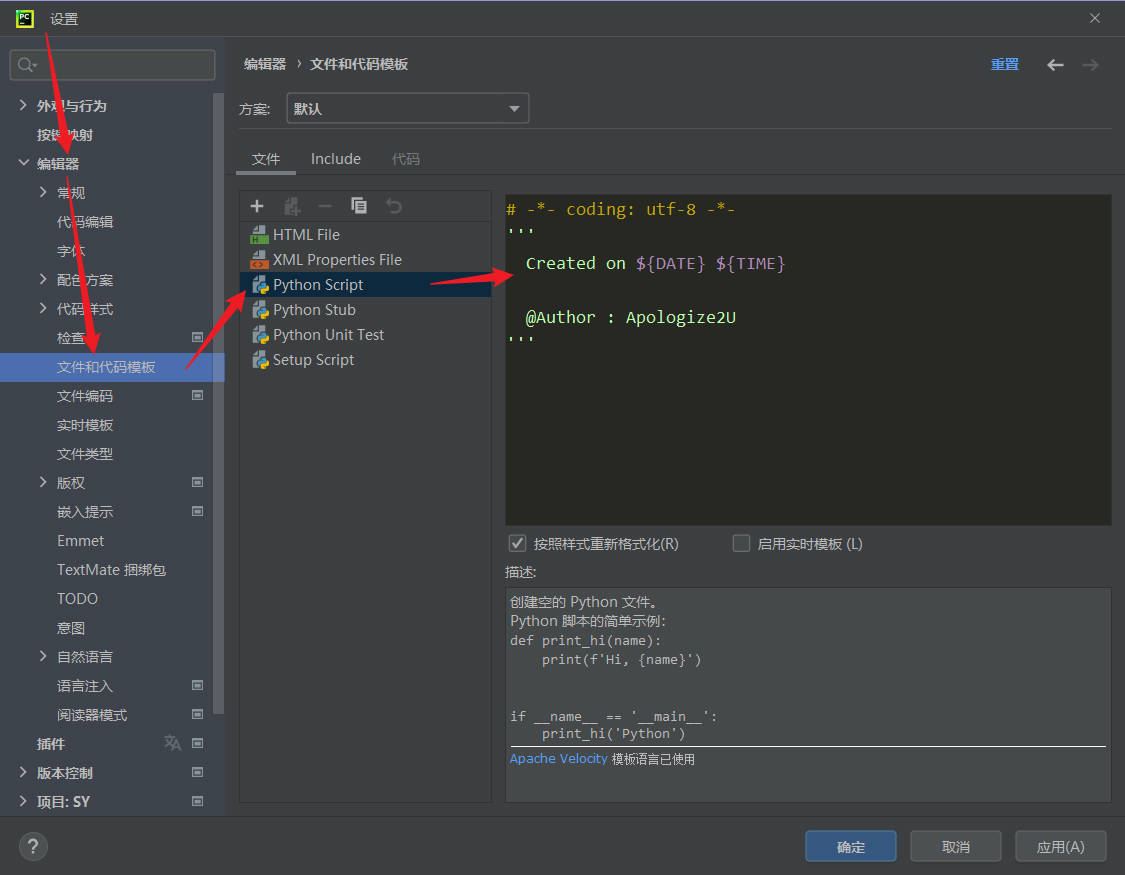 设置
编辑器 › 文件和代码模板
重置
外观与行为
按键映射
编辑器
常规
代码编辑
字体
配色方案
代码样式
检查
文件和代码模板
文件编码
实时模板
文件类型
版权
嵌入提示
Emmet
TextMate 捆绑包
TODO
意图
自然语言
语言注入
阅读器模式
插件
版本控制
项目: SY
方案:
默认
文件
Include
代码
HTML File
XML Properties File
Python Script
Python Stub
Python Unit Test
Setup Script
# -*- coding: utf-8 -*-
'''
Created on ${DATE} ${TIME}
@Author : Apologize2U
'''
按照样式重新格式化(R)
启用实时模板 (L)
描述:
创建空的 Python 文件。
Python 脚本的简单示例:
def print_hi(name):
print(f'Hi, {name}')
if __name__ == '__main__':
print_hi('Python')
Apache Velocity 模板语言已使用
?
确定
取消
应用(A)